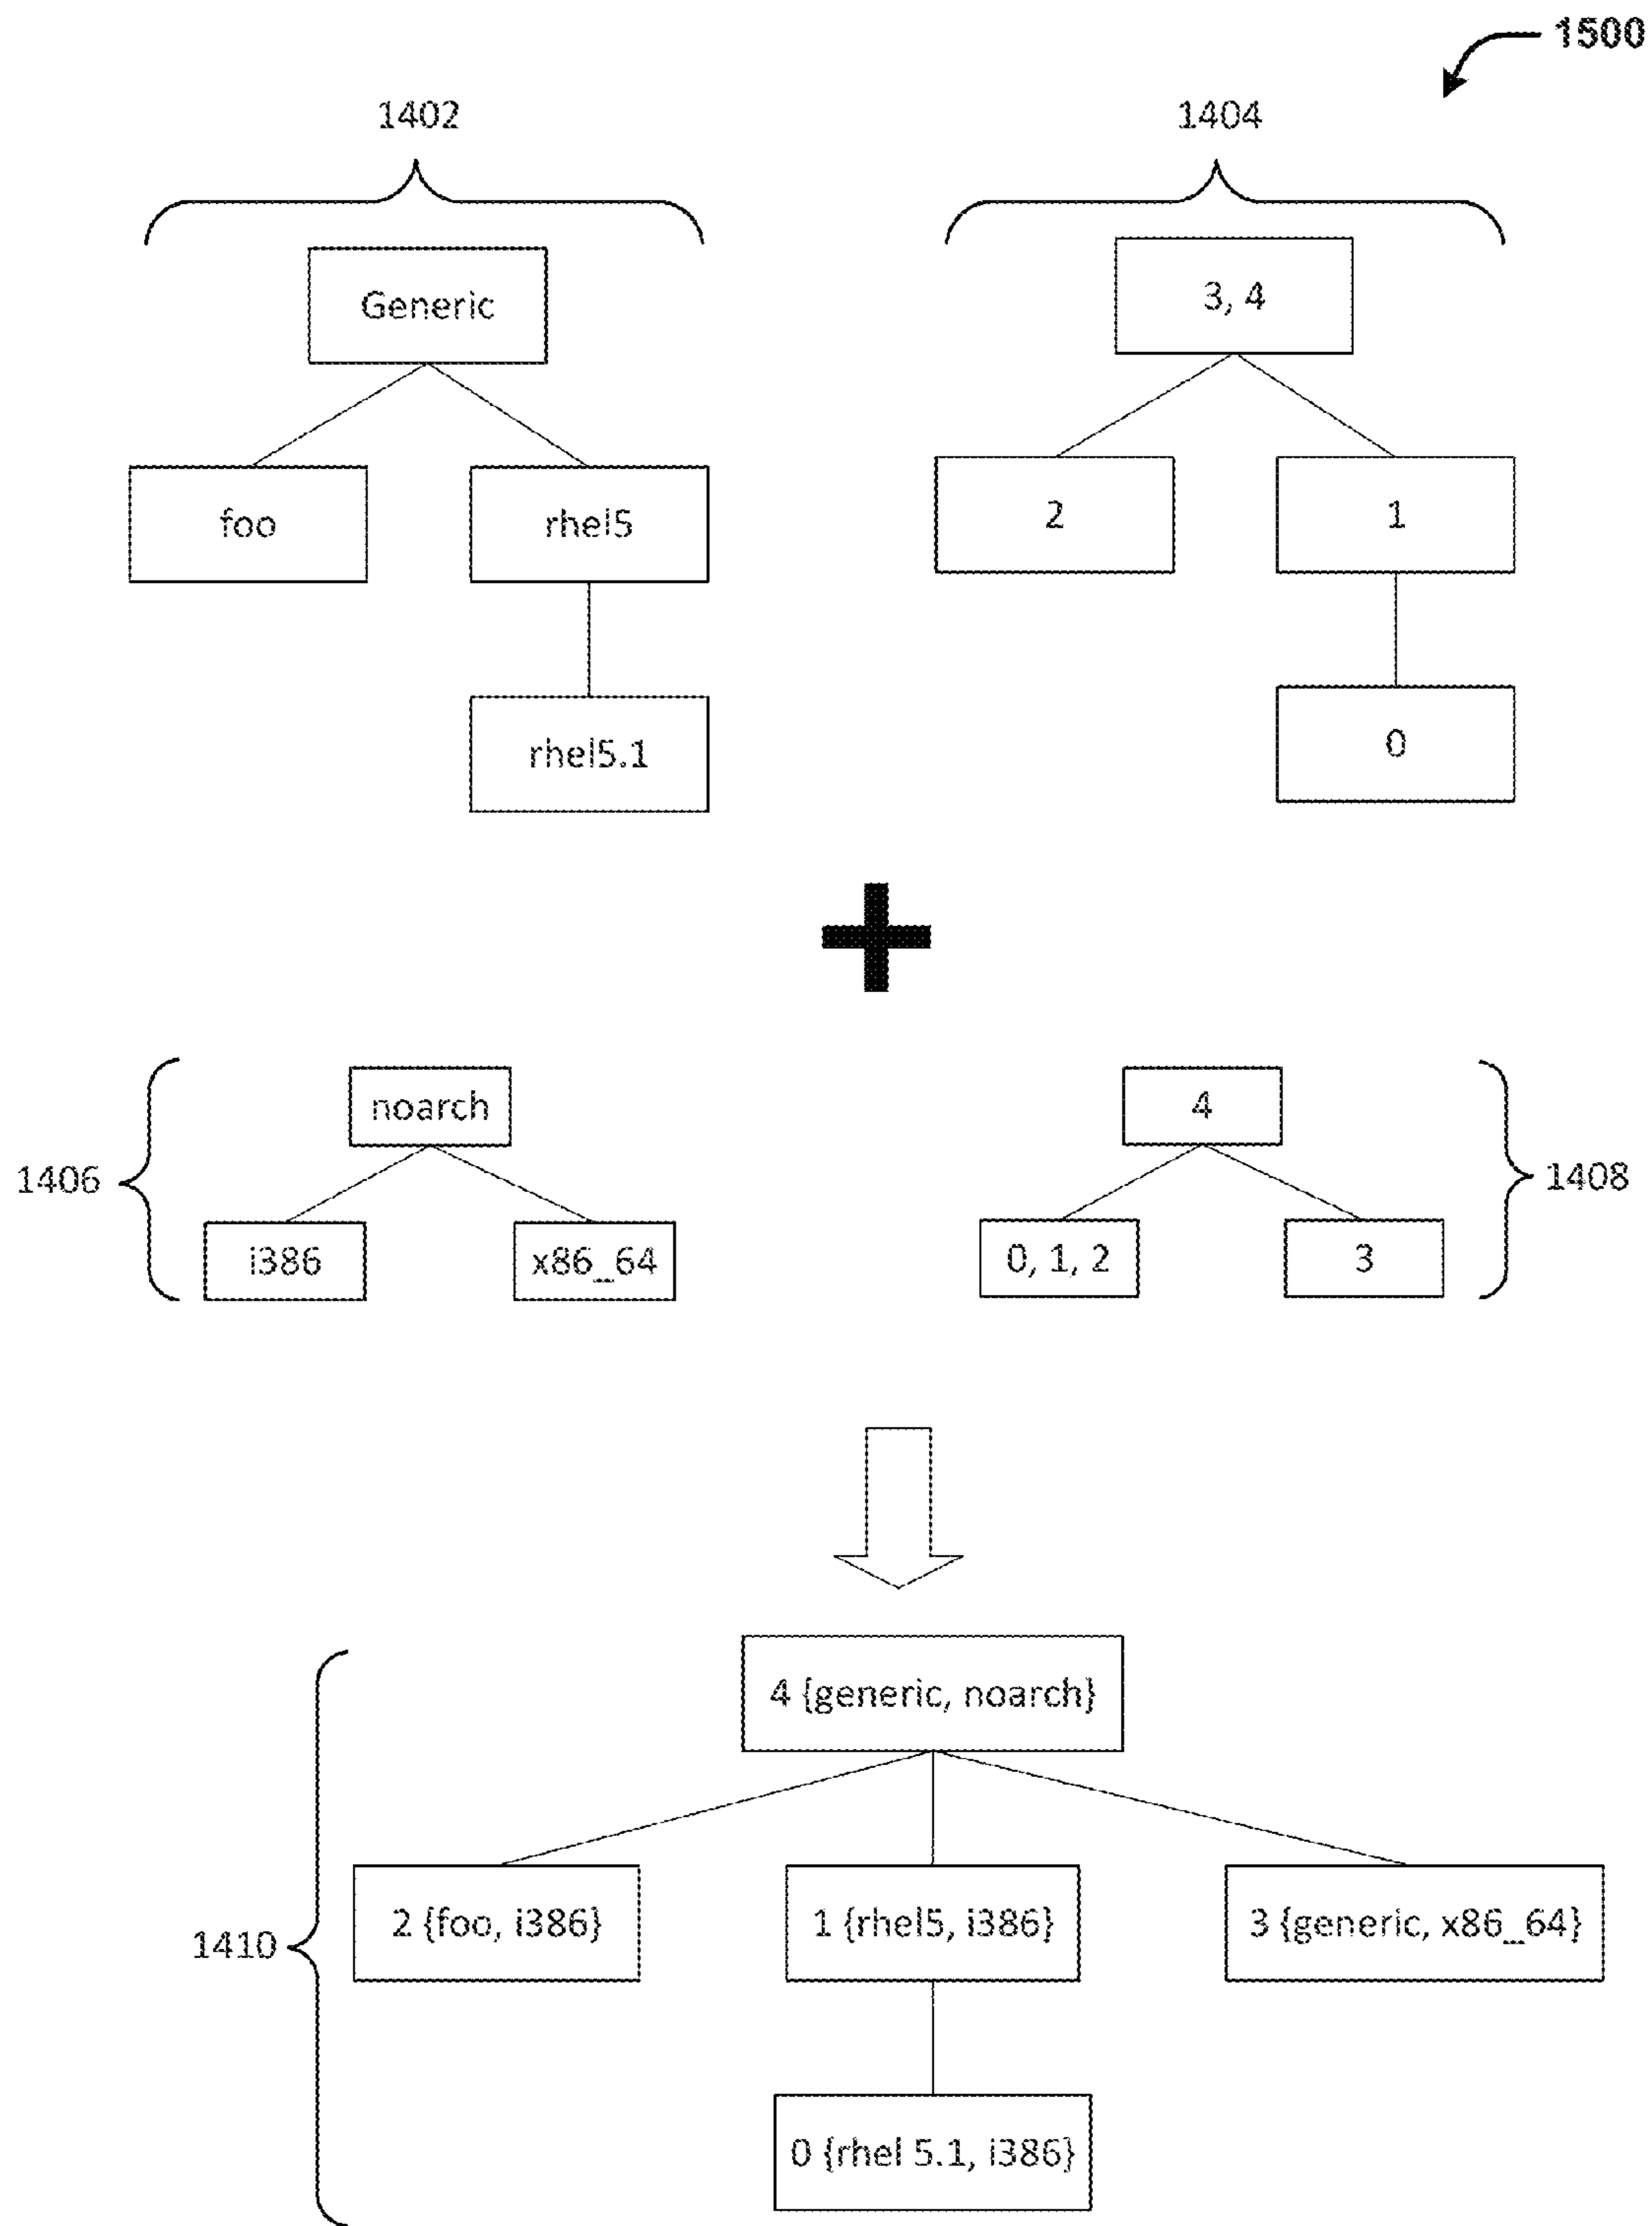 1500
1402
1404
Generic
3, 4
foo
rhel5
2
1
rhel5.1
0
noarch
4
1406
1408
i386
x86_64
0, 1, 2
3
4 {generic, noarch}
2 {foo, i386}
1 {rhel5, i386}
3 {generic, x86_64}
1410
0 {rhel 5.1, i386}